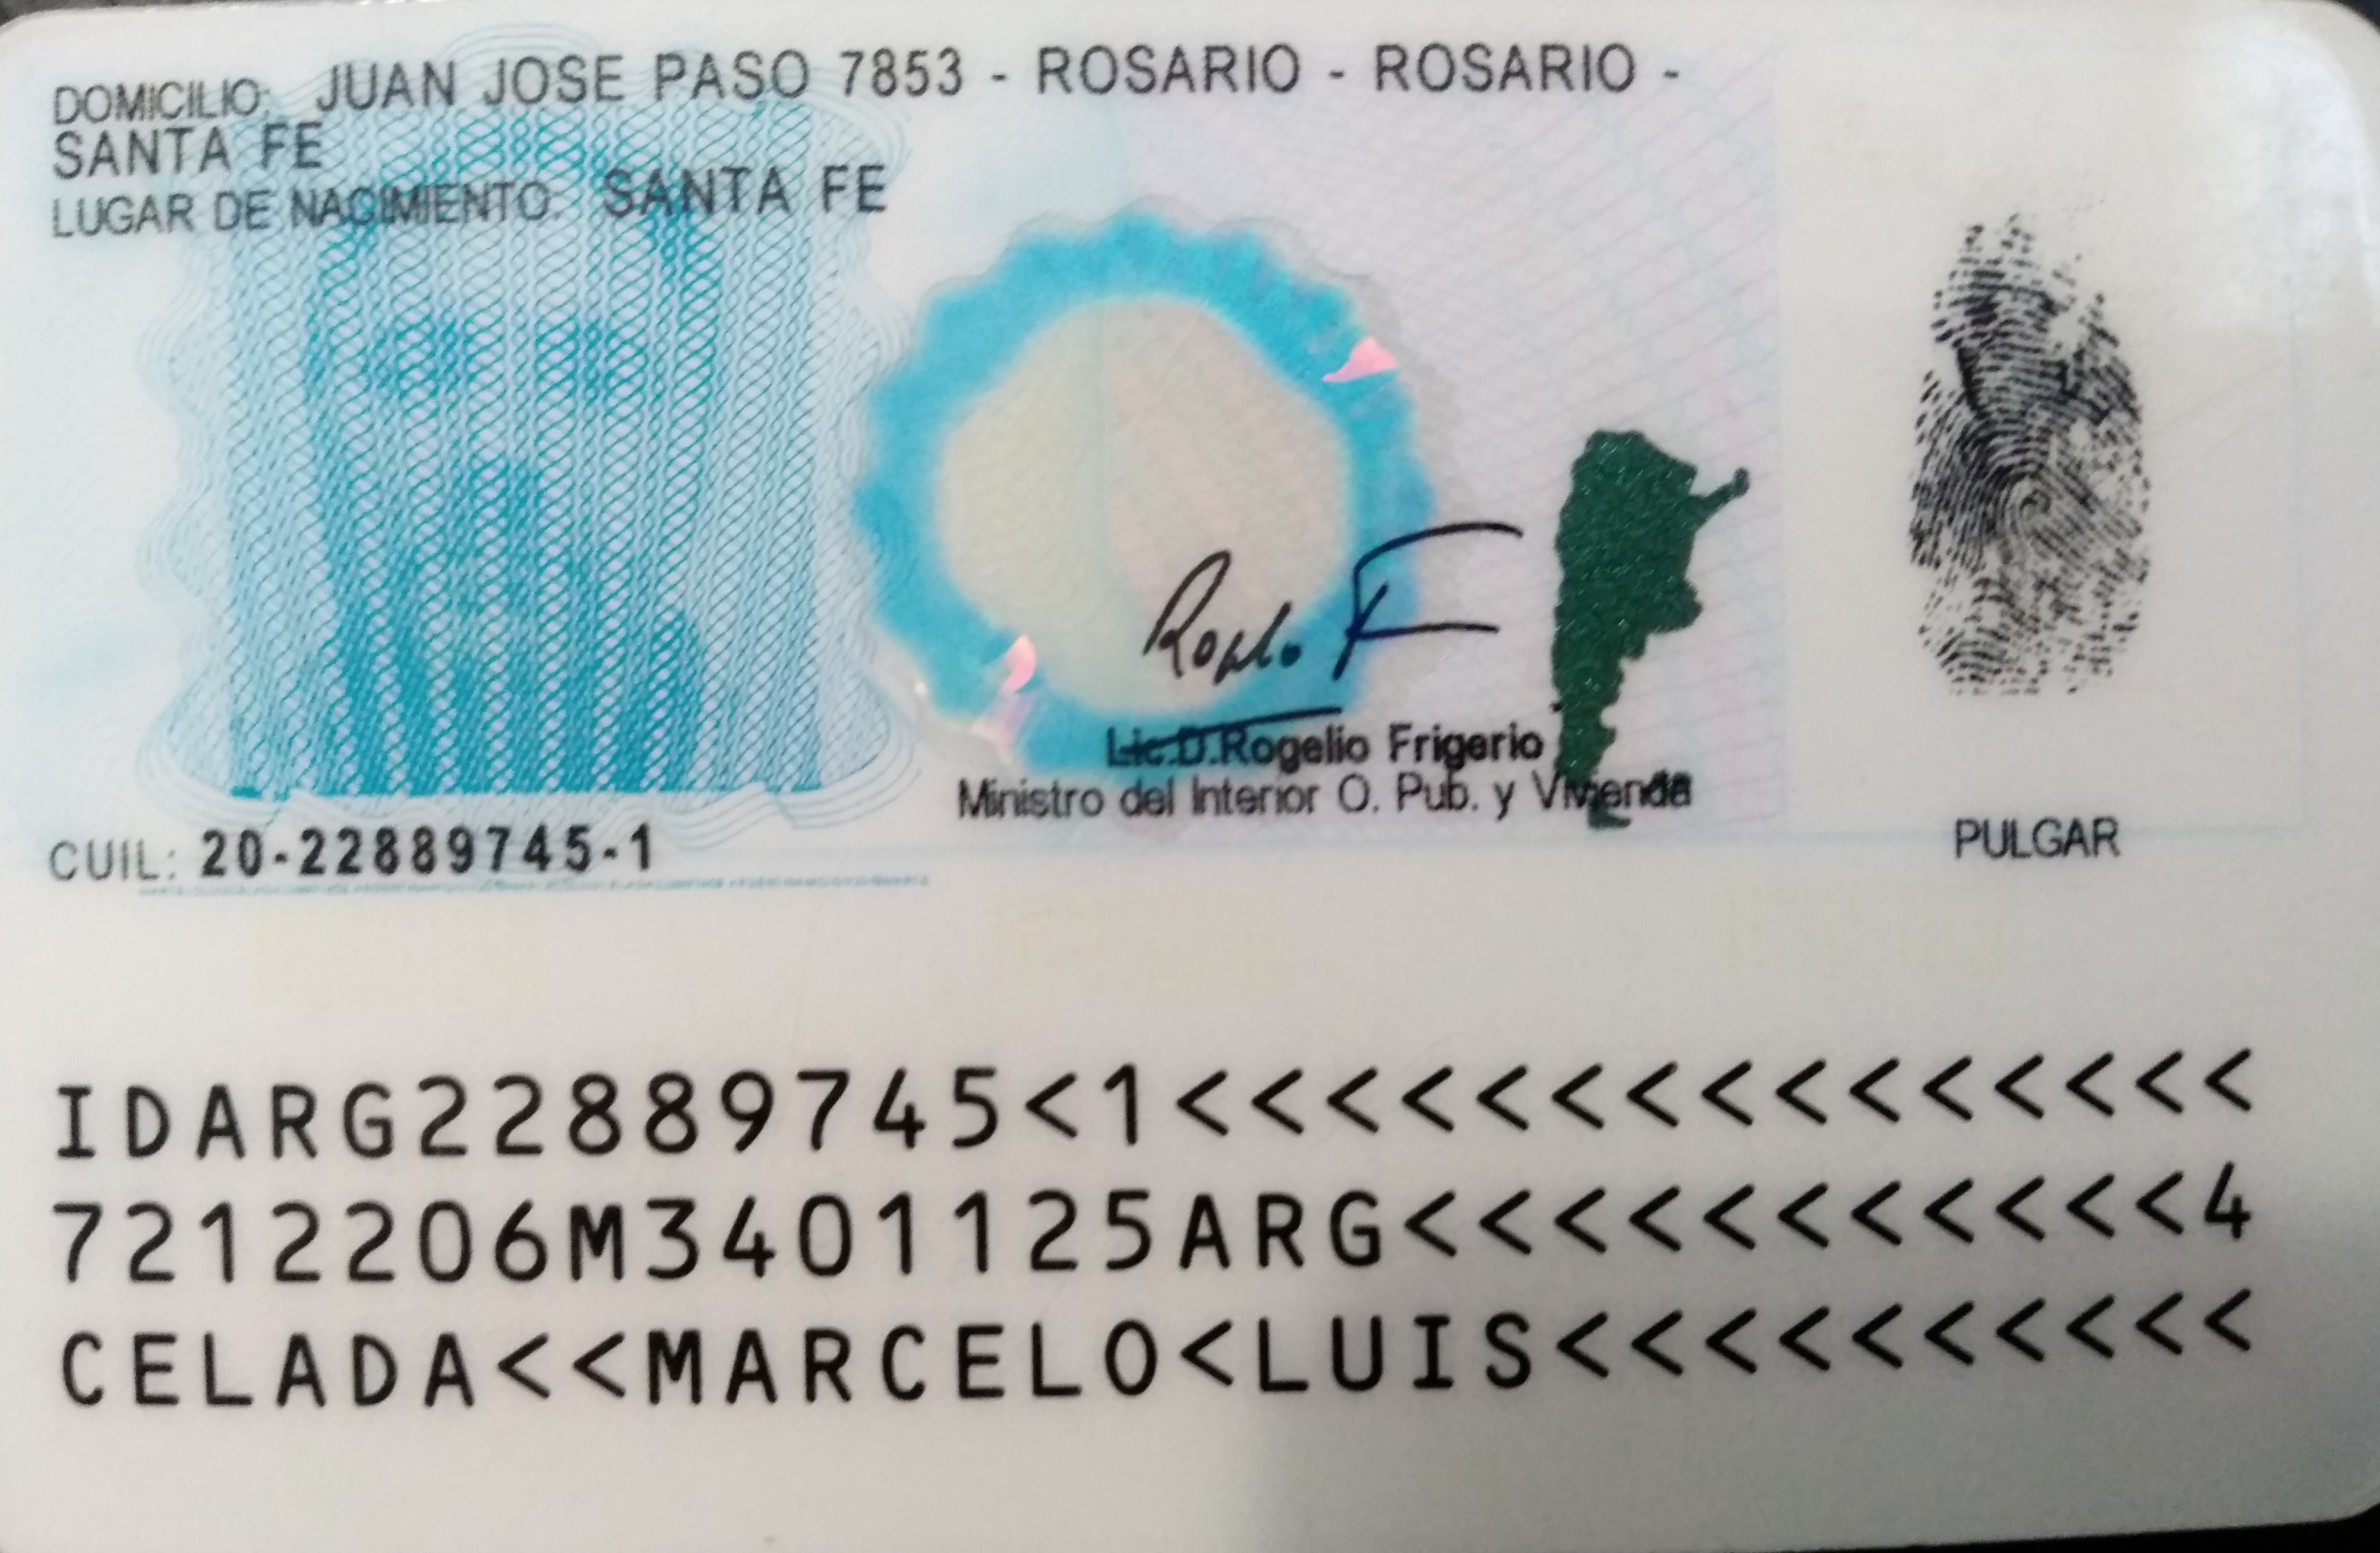 DOMICILIO: JUAN JOSE PASO 7853 - ROSARIO - ROSARIO -
SANTA FE
LUGAR DE NACIMIENTO: SANTA FE
Lic.D.Rogelio Frigerio
Ministro del Interior O. Pub. y Vivienda
CUIL: 20-22889745-1
PULGAR
IDARG22889745<1<<<<<<<<<<<<<<<
7212206M3401125ARG<<<<<<<<<<<4
CELADA<<MARCELO<LUIS<<<<<<<<<<